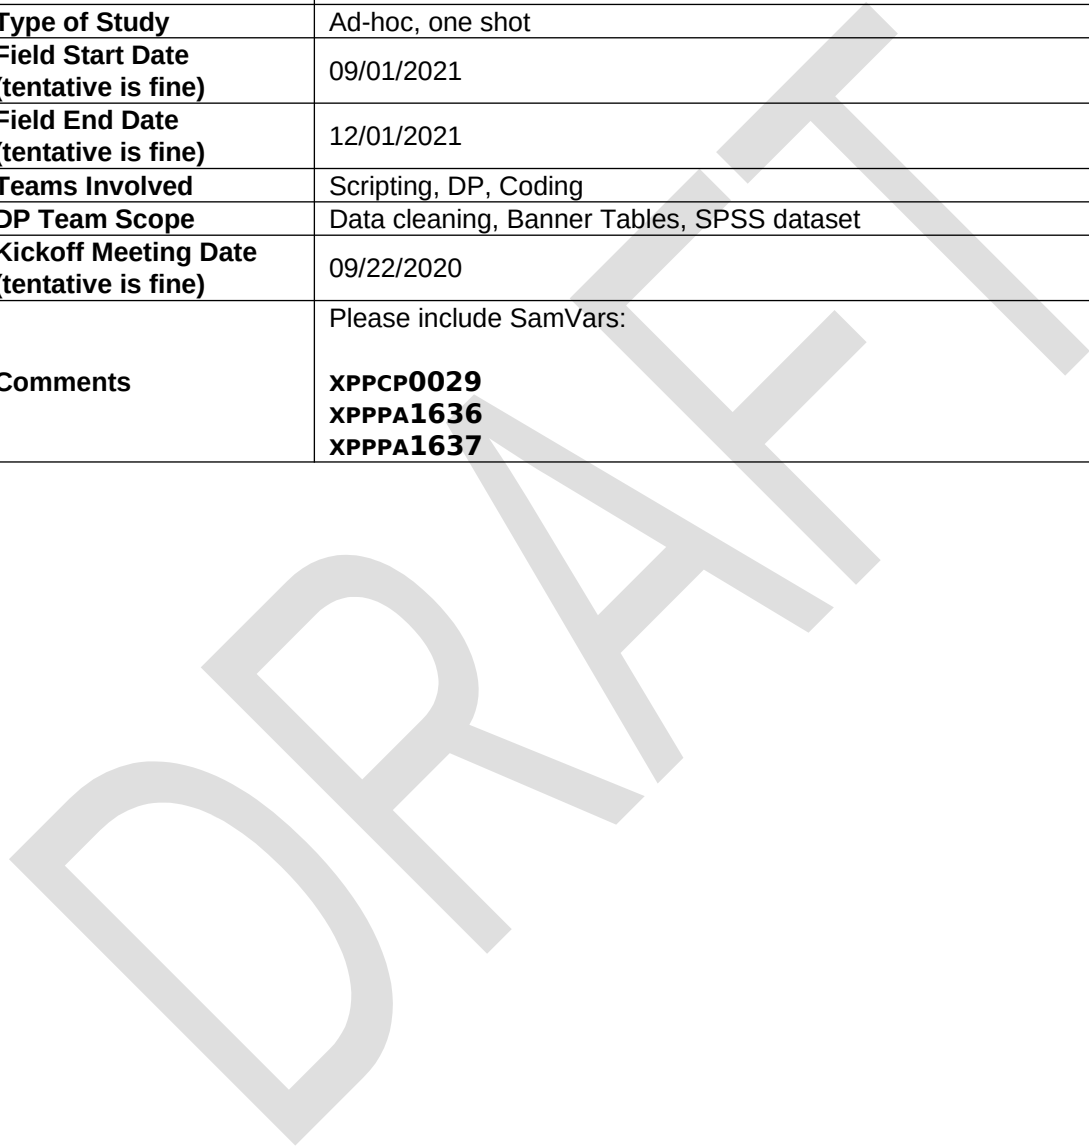 Type of Study Ad-hoc, one shot
Field Start Date
(tentative is fine) 09/01/2021
Field End Date
(tentative is fine) 12/01/2021
Teams Involved Scripting, DP, Coding
DP Team Scope Data cleaning, Banner Tables, SPSS dataset
Kickoff Meeting Date
(tentative is fine) 09/22/2020
Comments
Please include SamVars:
XPPCP0029
XPPPA1636
XPPPA1637
DRAFT